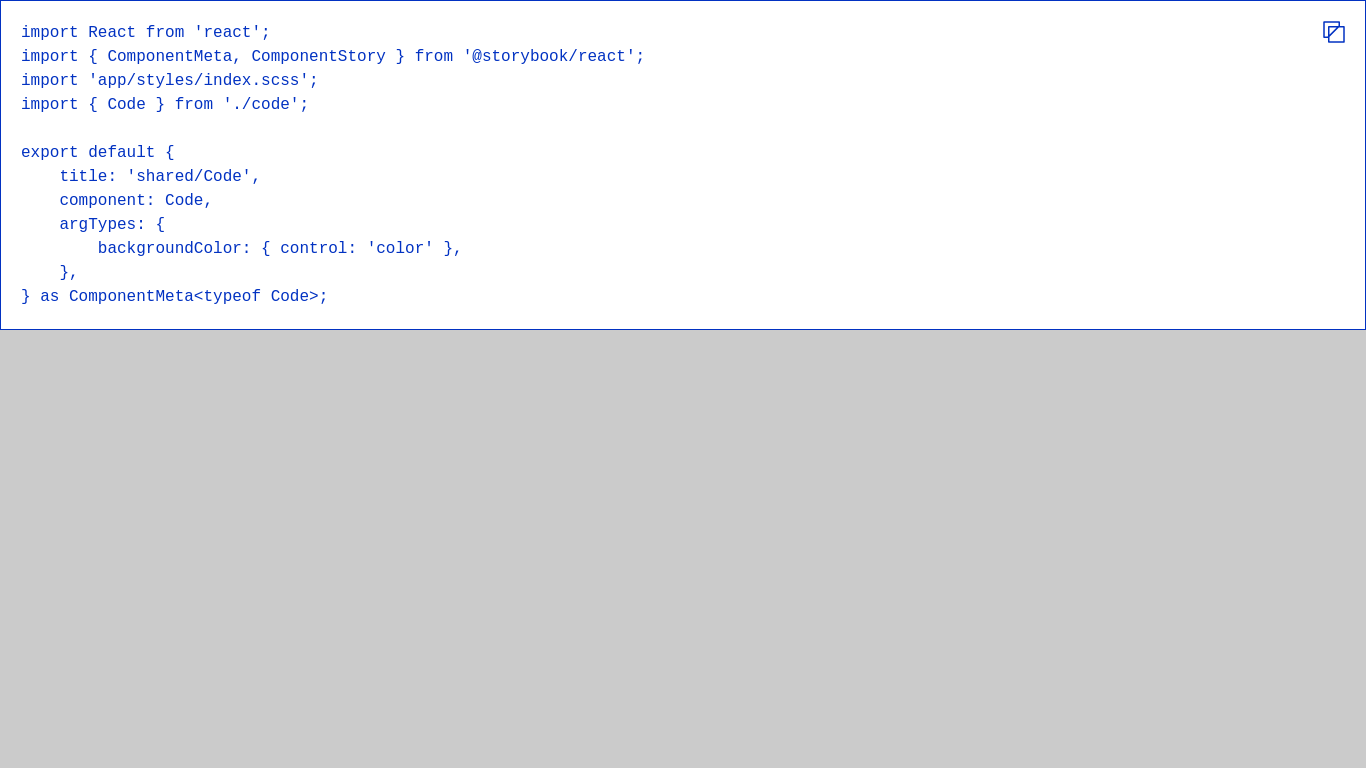 import React from 'react';
import { ComponentMeta, ComponentStory } from '@storybook/react';
import 'app/styles/index.scss';
import { Code } from './code';

export default {
    title: 'shared/Code',
    component: Code,
    argTypes: {
        backgroundColor: { control: 'color' },
    },
} as ComponentMeta<typeof Code>;